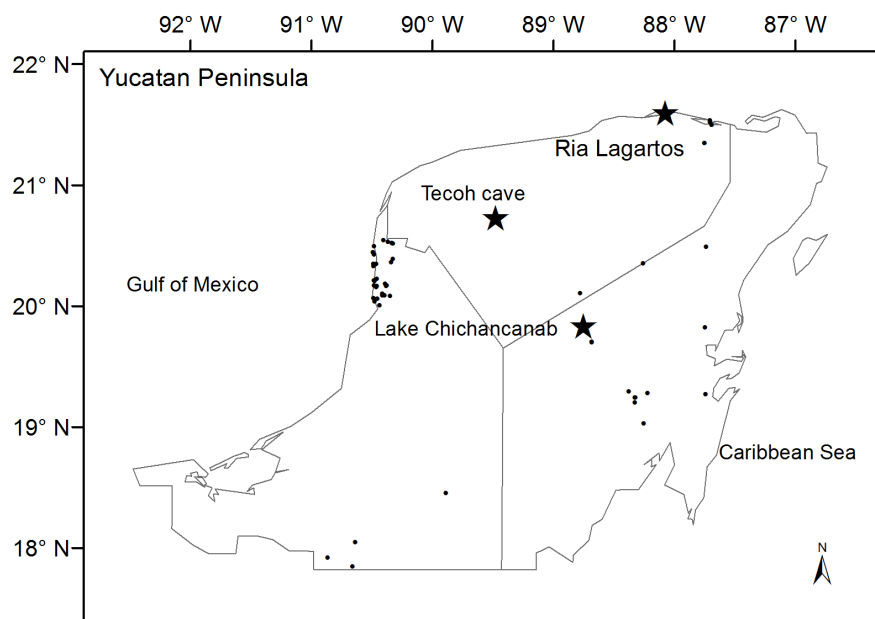 92° W 91° W 90° W 89° W 88° W 87° W
22° N
Yucatan Peninsula
Ria Lagartos
21° N
Tecoh cave
Gulf of Mexico
20° N
Lake Chichancanab
19° N
Caribbean Sea
18° N
N